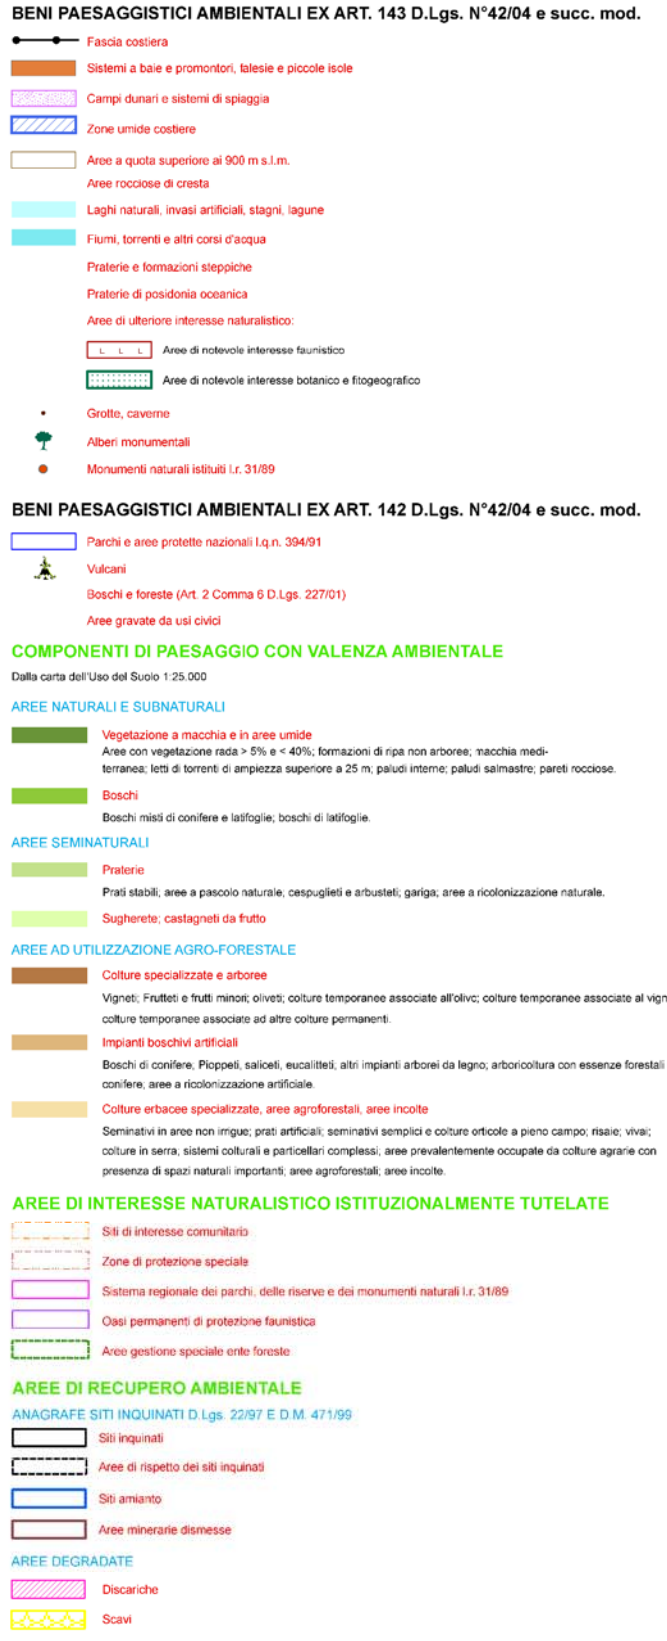 BENI PAESAGGISTICI AMBIENTALI EX ART. 143 D.Lgs. N°42/04 e succ. mod.
Fascia costiera
Sistemi a baie e promontori, falesie e piccole isole
Campi dunari e sistemi di spiaggia
Zone umide costiere
Aree a quota superiore ai 900 m s.l.m.
Aree rocciose di cresta
Laghi naturali, invasi artificiali, stagni, lagune
Fiumi, torrenti e altri corsi d'acqua
Praterie e formazioni steppiche
Praterie di posidonia oceanica
Aree di ulteriore interesse naturalistico:
L L L Aree di notevole interesse faunistico
Aree di notevole interesse botanico e fitogeografico
Grotte, caverne
Alberi monumentali
Monumenti naturali istituiti l.r. 31/89
BENI PAESAGGISTICI AMBIENTALI EX ART. 142 D.Lgs. N°42/04 e succ. mod.
Parchi e aree protette nazionali l.q.n. 394/91
Vulcani
Boschi e foreste (Art. 2 Comma 6 D.Lgs. 227/01)
Aree gravate da usi civici
COMPONENTI DI PAESAGGIO CON VALENZA AMBIENTALE
Dalla carta dell'Uso del Suolo 1:25.000
AREE NATURALI E SUBNATURALI
Vegetazione a macchia e in aree umide
Aree con vegetazione rada > 5% e < 40%; formazioni di ripa non arboree; macchia medi-
terranea; letti di torrenti di ampiezza superiore a 25 m; paludi interne; paludi salmastre; pareti rocciose.
Boschi
Boschi misti di conifere e latifoglie; boschi di latifoglie.
AREE SEMINATURALI
Praterie
Prati stabili; aree a pascolo naturale; cespuglieti e arbusteti; gariga; aree a ricolonizzazione naturale.
Sugherete; castagneti da frutto
AREE AD UTILIZZAZIONE AGRO-FORESTALE
Colture specializzate e arboree
Vigneti; Frutteti e frutti minori; oliveti; colture temporanee associate all'olivo; colture temporanee associate al vign
colture temporanee associate ad altre colture permanenti.
Impianti boschivi artificiali
Boschi di conifere; Pioppeti, saliceti, eucalitteti, altri impianti arborei da legno; arboricoltura con essenze forestali
conifere; aree a ricolonizzazione artificiale.
Colture erbacee specializzate, aree agroforestali, aree incolte
Seminativi in aree non irrigue; prati artificiali; seminativi semplici e colture orticole a pieno campo; risaie; vivai;
colture in serra; sistemi colturali e particellari complessi; aree prevalentemente occupate da colture agrarie con
presenza di spazi naturali importanti; aree agroforestali; aree incolte.
AREE DI INTERESSE NATURALISTICO ISTITUZIONALMENTE TUTELATE
Siti di interesse comunitario
Zone di protezione speciale
Sistema regionale dei parchi, delle riserve e dei monumenti naturali l.r. 31/89
Oasi permanenti di protezione faunistica
Aree gestione speciale ente foreste
AREE DI RECUPERO AMBIENTALE
ANAGRAFE SITI INQUINATI D.Lgs. 22/97 E D.M. 471/99
Siti inquinati
Aree di rispetto dei siti inquinati
Siti amianto
Aree minerarie dismesse
AREE DEGRADATE
Discariche
Scavi